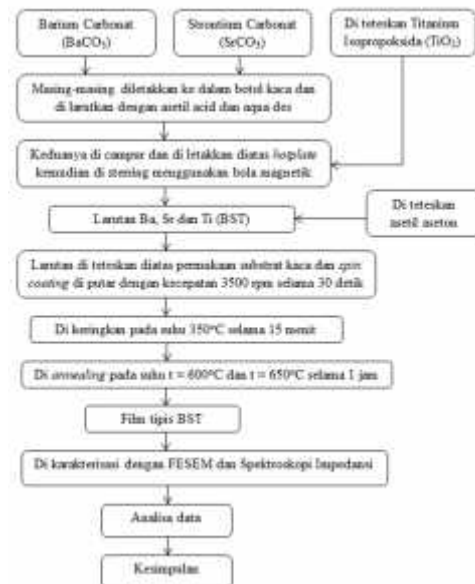 Barium Carbonat
(BaCO₃)
Strontium Carbonat
(SrCO₃)
Di teteskan Titanium
Isopropoksida (TiO₂)
Masing-masing diletakkan ke dalam botol kaca dan
di larutkan dengan asetil acid dan aqua des
Keduanya di campur dan di letakkan diatas hotplate
kemudian di stening menggunakan bola magnetik
Larutan Ba, Sr dan Ti (BST)
Di teteskan
asetil aseton
Larutan di teteskan diatas permukaan substrat kaca dan spin
coating di putar dengan kecepatan 3500 rpm selama 30 detik
Di keringkan pada suhu 350°C selama 15 menit
Di annealing pada suhu t = 600°C dan t = 650°C selama 1 jam
Film tipis BST
Di karakterisasi dengan FESEM dan Spektroskopi Impedansi
Analisa data
Kesimpulan